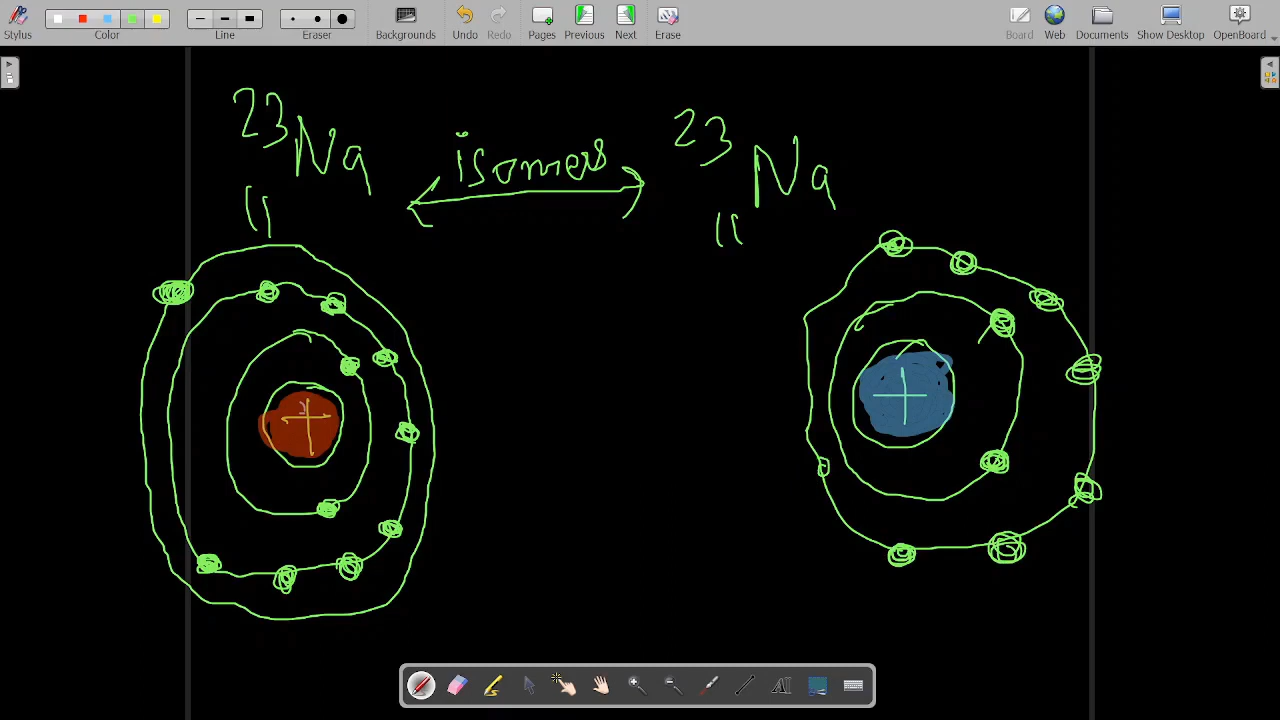 Stylus Color Line Eraser Backgrounds Undo Redo Pages Previous Next Erase Board Web Documents Show Desktop OpenBoard
23 Na isomers 23 Na
11 11
+ +
AI